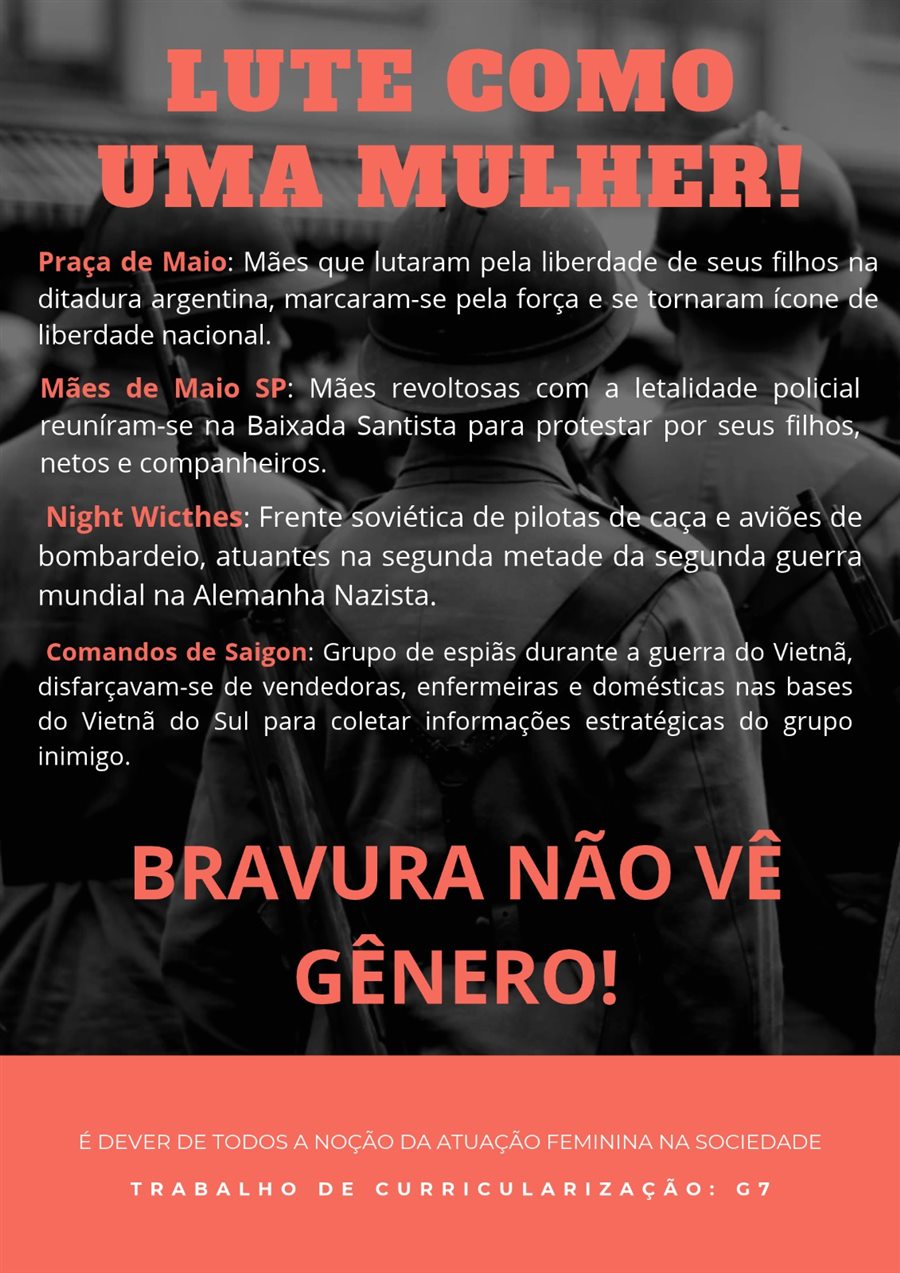 LUTE COMO
UMA MULHER!
Praça de Maio: Mães que lutaram pela liberdade de seus filhos na
ditadura argentina, marcaram-se pela força e se tornaram ícone de
liberdade nacional.
Mães de Maio SP: Mães revoltosas com a letalidade policial
reuníram-se na Baixada Santista para protestar por seus filhos,
netos e companheiros.
Night Wicthes: Frente soviética de pilotas de caça e aviões de
bombardeio, atuantes na segunda metade da segunda guerra
mundial na Alemanha Nazista.
Comandos de Saigon: Grupo de espiãs durante a guerra do Vietnã,
disfarçavam-se de vendedoras, enfermeiras e domésticas nas bases
do Vietnã do Sul para coletar informações estratégicas do grupo
inimigo.
BRAVURA NÃO VÊ
GÊNERO!
É DEVER DE TODOS A NOÇÃO DA ATUAÇÃO FEMININA NA SOCIEDADE
TRABALHO DE CURRICULARIZAÇÃO: G7